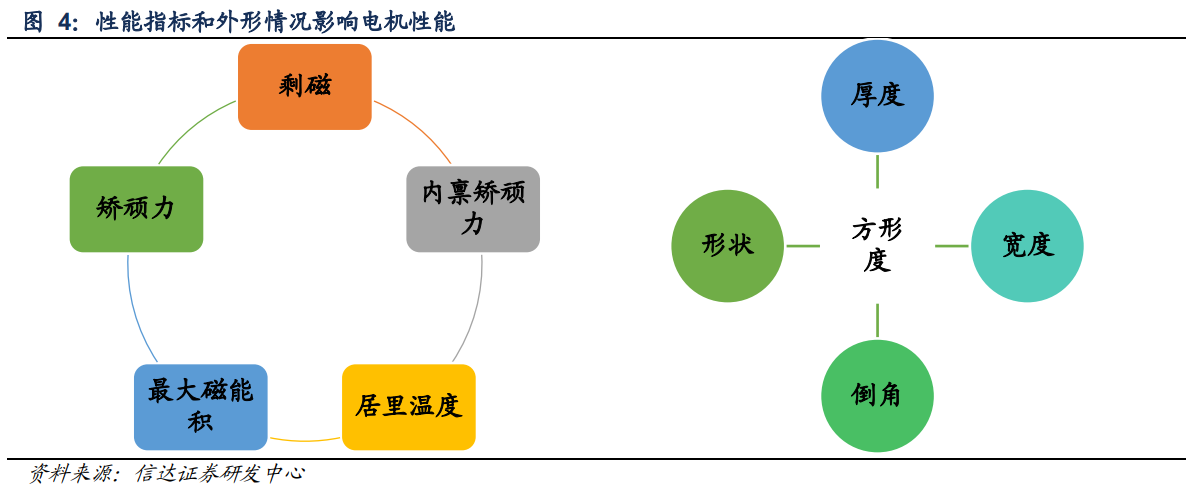 图 4：性能指标和外形情况影响电机性能
剩磁
矫顽力
内禀矫顽
力
最大磁能
积
居里温度
厚度
形状
方形
度
宽度
倒角
资料来源：信达证券研发中心